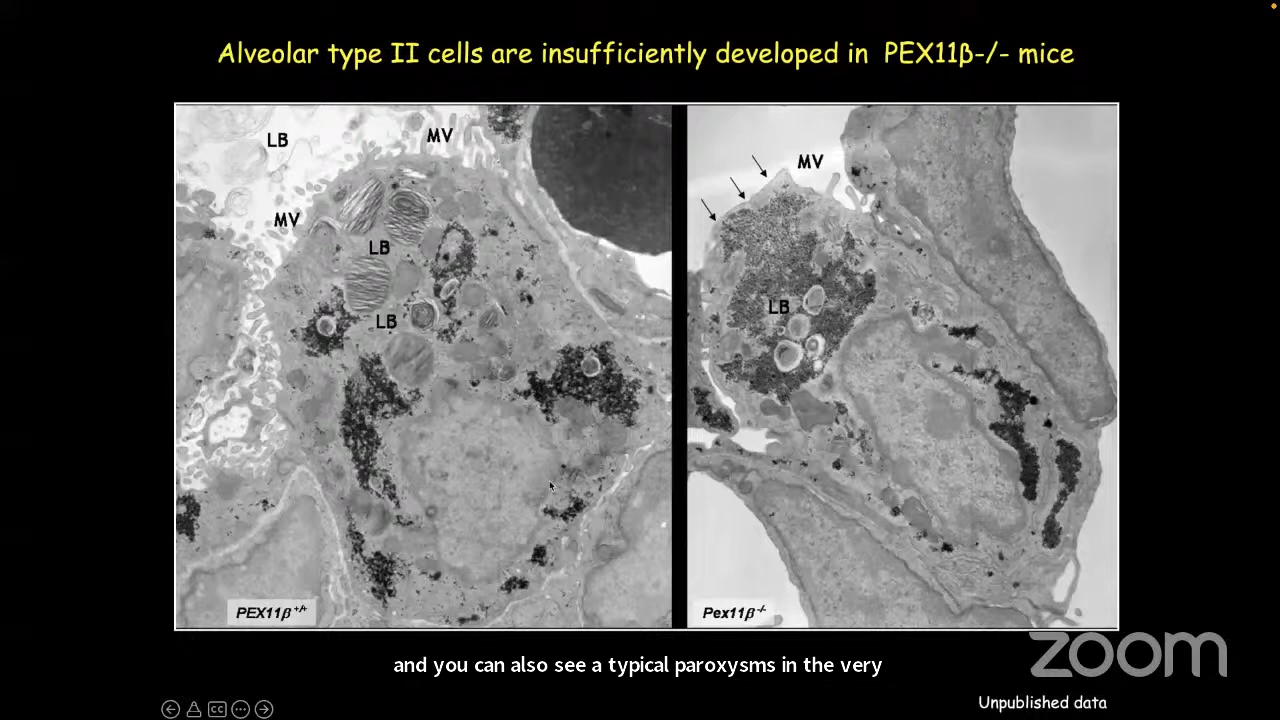 Alveolar type II cells are insufficiently developed in PEX11β-/- mice
LB
MV
MV
LB
LB
PEX11β+/+
MV
LB
Pex11β-/-
and you can also see a typical paroxysms in the very
zoom
Unpublished data
CC